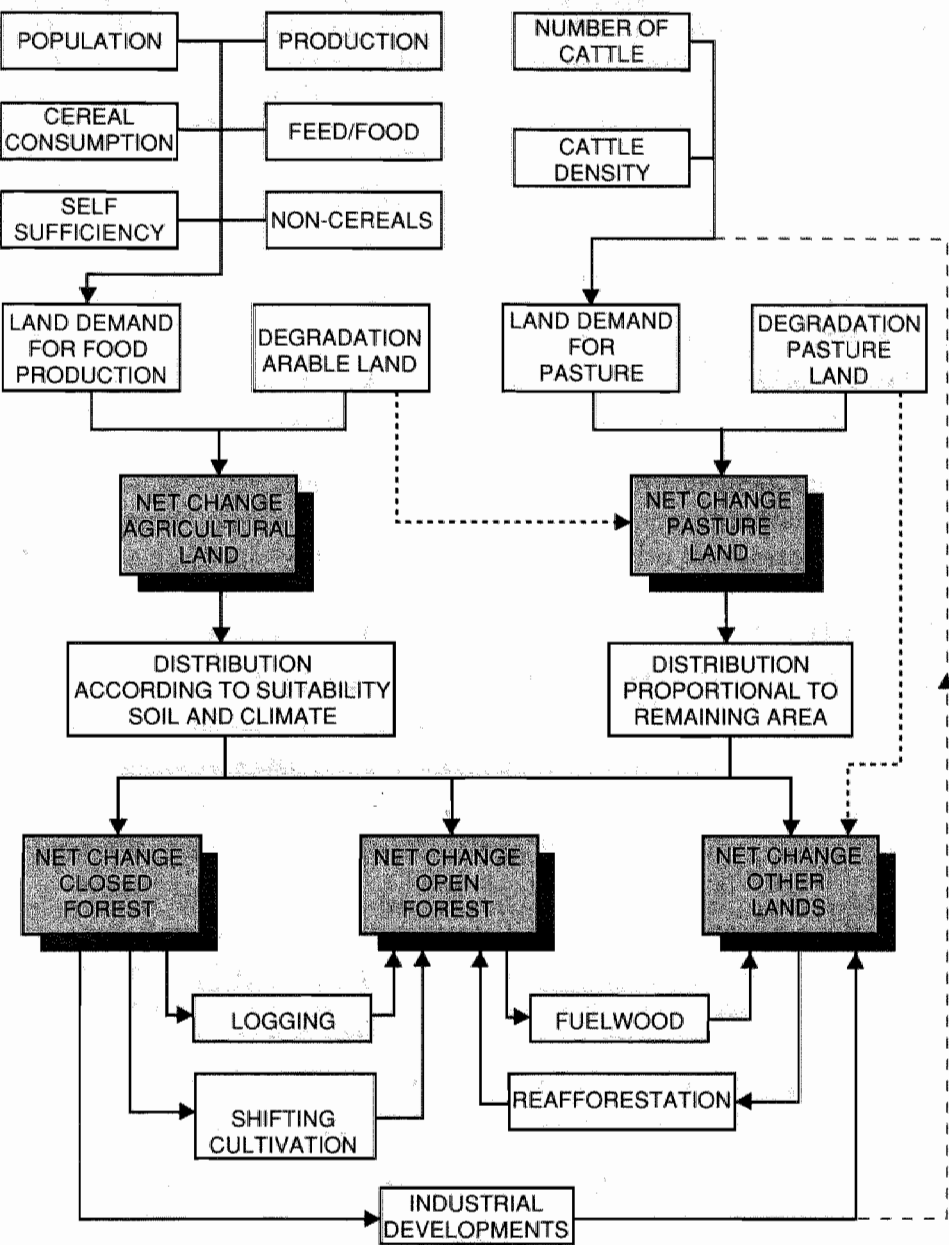 POPULATION
PRODUCTION
NUMBER OF
CATTLE
CEREAL
CONSUMPTION
FEED/FOOD
CATTLE
DENSITY
SELF
SUFFICIENCY
NON-CEREALS
LAND DEMAND
FOR FOOD
PRODUCTION
DEGRADATION
ARABLE LAND
LAND DEMAND
FOR
PASTURE
DEGRADATION
PASTURE
LAND
NET CHANGE
AGRICULTURAL
LAND
NET CHANGE
PASTURE
LAND
DISTRIBUTION
ACCORDING TO SUITABILITY
SOIL AND CLIMATE
DISTRIBUTION
PROPORTIONAL TO
REMAINING AREA
NET CHANGE
CLOSED
FOREST
NET CHANGE
OPEN
FOREST
NET CHANGE
OTHER
LANDS
LOGGING
FUELWOOD
SHIFTING
CULTIVATION
REAFFORESTATION
INDUSTRIAL
DEVELOPMENTS